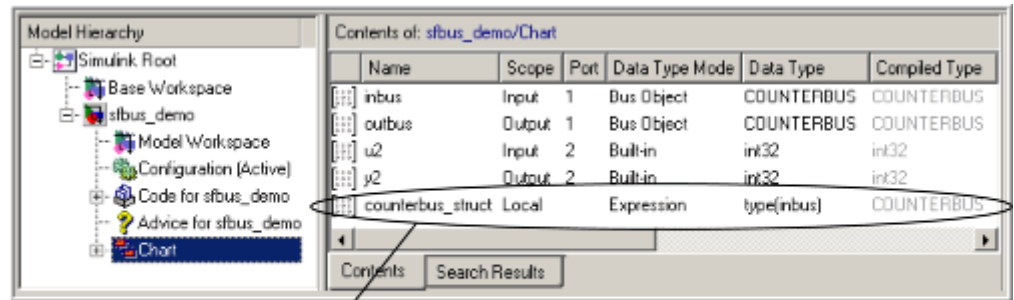 Model Hierarchy
Simulink Root
Base Workspace
sfbus_demo
Model Workspace
Configuration (Active)
Code for sfbus_demo
Advice for sfbus_demo
Chart
Contents of: sfbus_demo/Chart
Name Scope Port Data Type Mode Data Type Compiled Type
inbus Input 1 Bus Object COUNTERBUS COUNTERBUS
outbus Output 1 Bus Object COUNTERBUS COUNTERBUS
u2 Input 2 Built-in int32 int32
y2 Output 2 Built-in int32 int32
counterbus_struct Local Expression type(inbus) COUNTERBUS
Contents Search Results